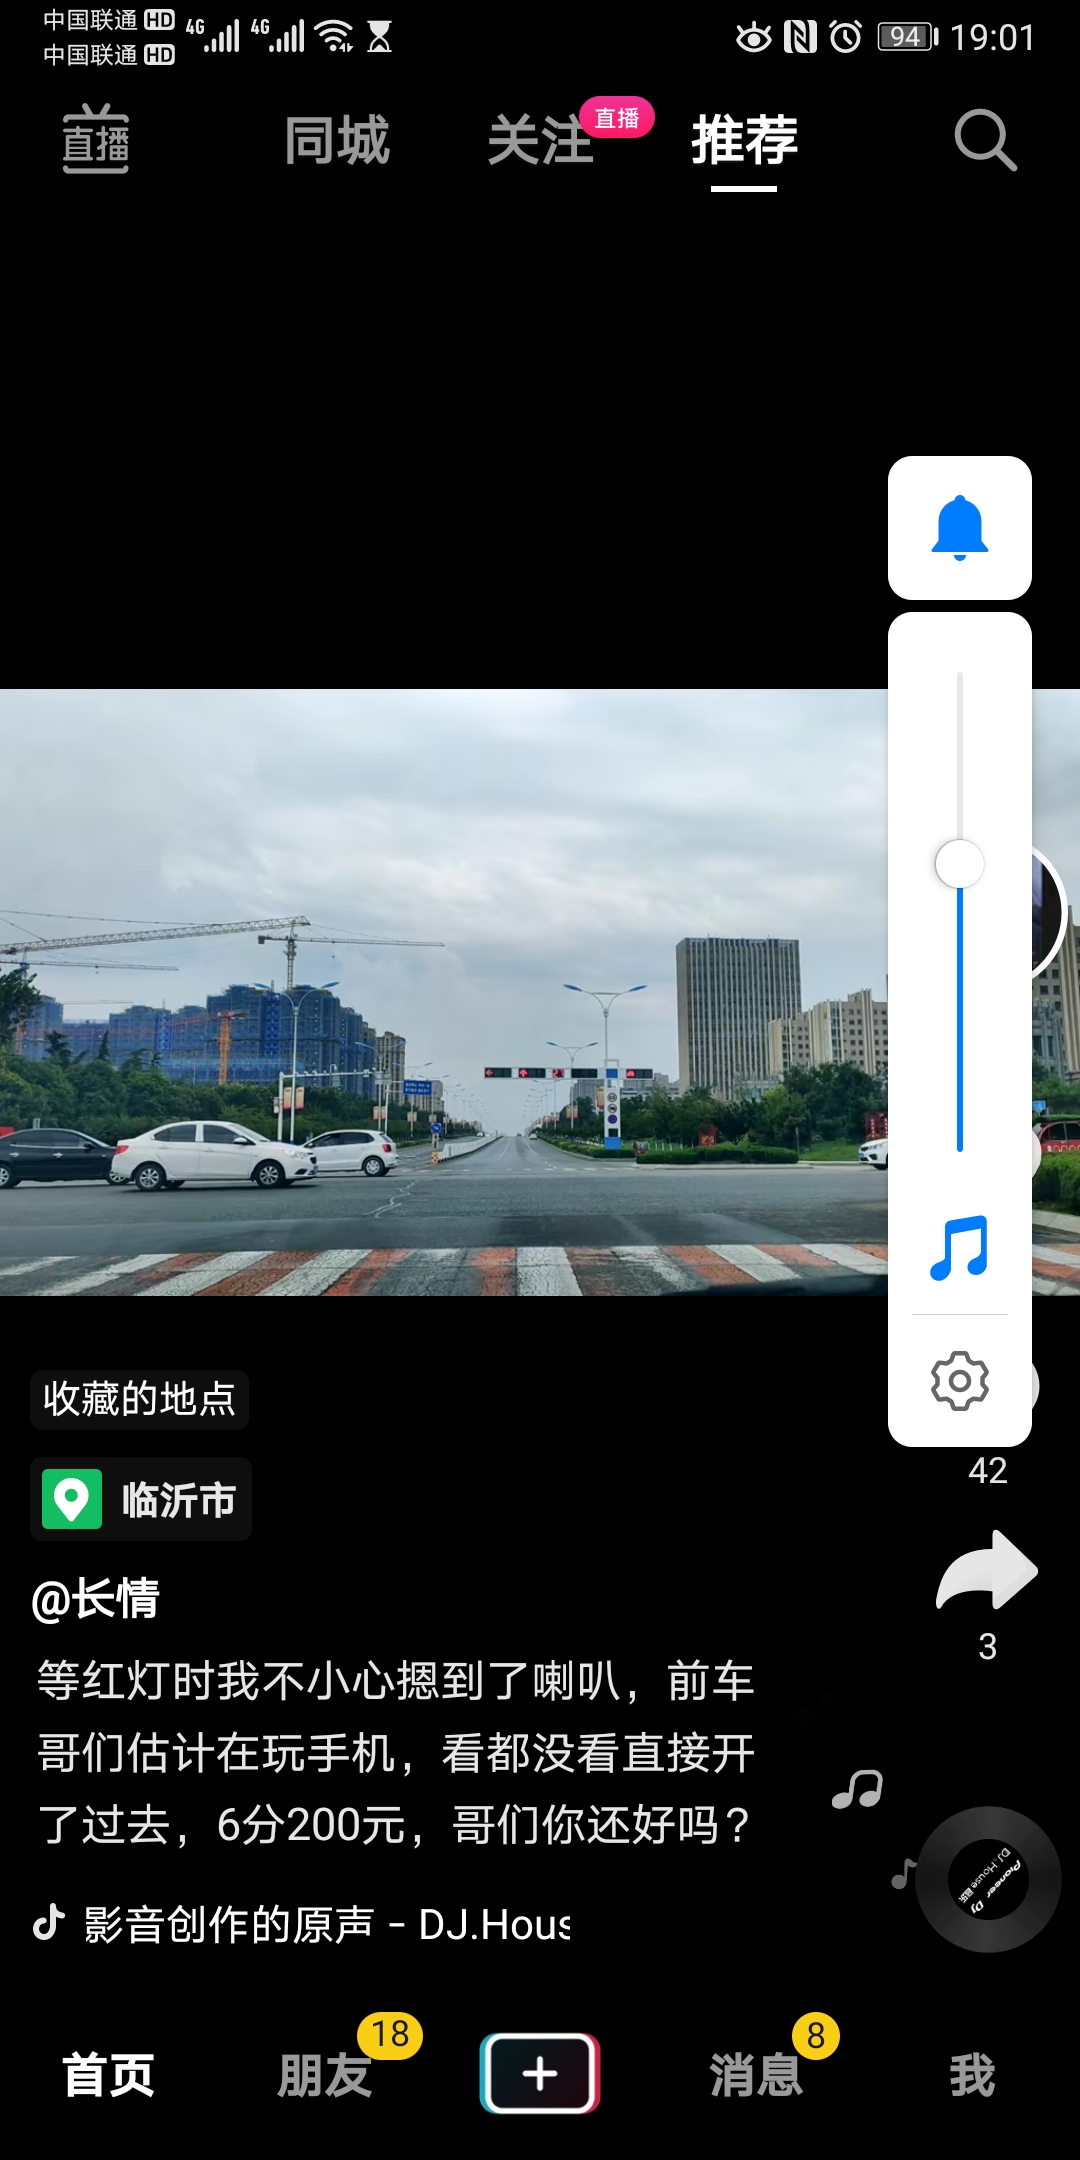 中国联通 HD 4G 4G 94 19:01
中国联通 HD
直播 同城 关注 直播 推荐
收藏的地点
临沂市
42
@长情
3
等红灯时我不小心摁到了喇叭，前车
哥们估计在玩手机，看都没看直接开
了过去，6分200元，哥们你还好吗？
Pioneer Dj
DJ.House
影音创作的原声 - DJ.Hous
首页 朋友 18 消息 8 我